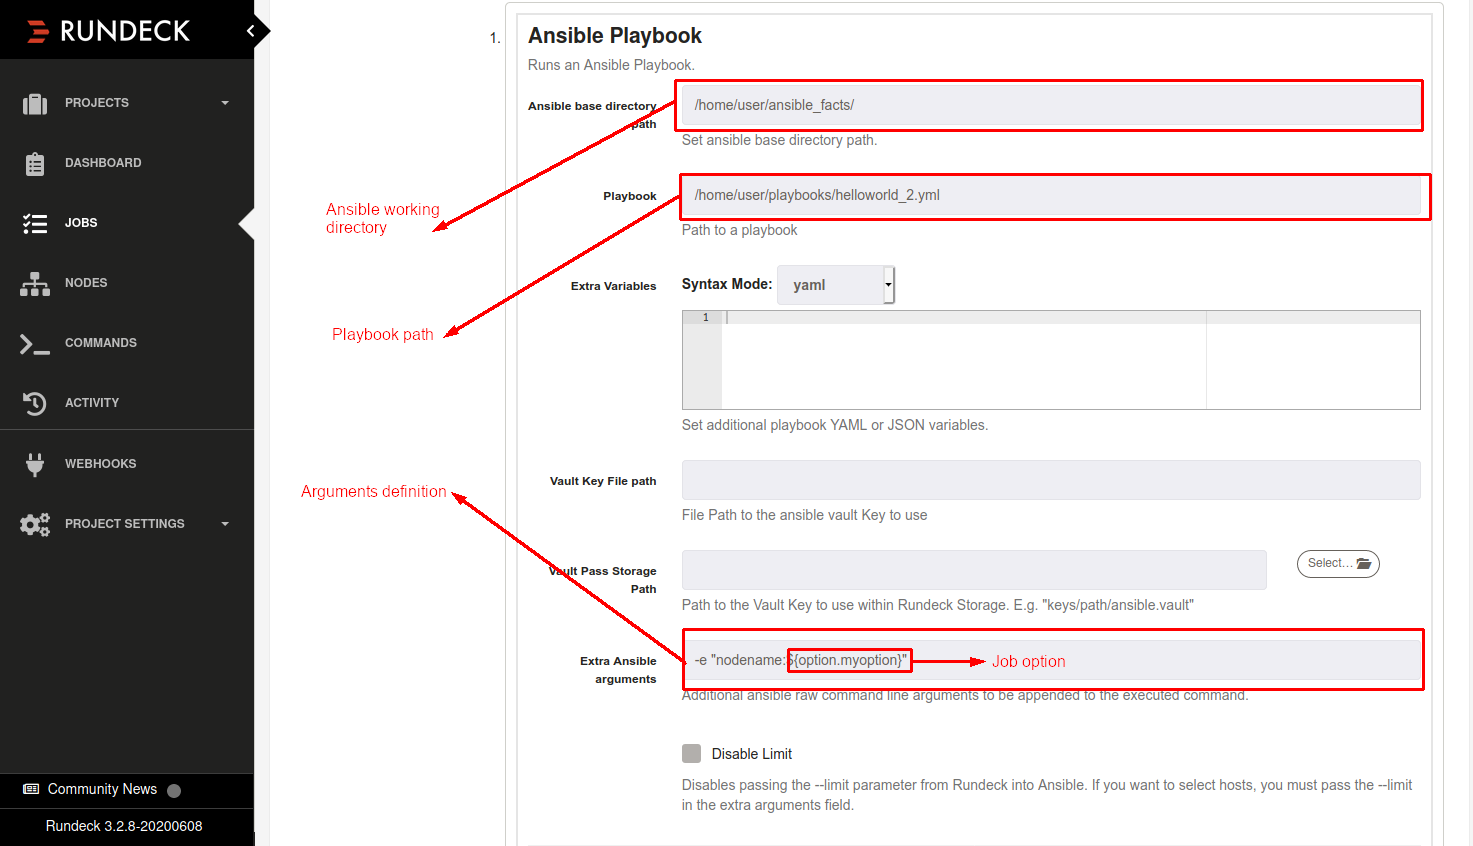 RUNDECK
PROJECTS
DASHBOARD
JOBS
NODES
COMMANDS
ACTIVITY
WEBHOOKS
PROJECT SETTINGS
Community News
Rundeck 3.2.8-20200608
1.
Ansible Playbook
Runs an Ansible Playbook.
Ansible base directory
path
/home/user/ansible_facts/
Set ansible base directory path.
Ansible working
directory
Playbook
/home/user/playbooks/helloworld_2.yml
Path to a playbook
Playbook path
Extra Variables
Syntax Mode: yaml
1
Set additional playbook YAML or JSON variables.
Vault Key File path
File Path to the ansible vault Key to use
Arguments definition
Vault Pass Storage
Path
Select...
Path to the Vault Key to use within Rundeck Storage. E.g. "keys/path/ansible.vault"
Extra Ansible
arguments
-e "nodename:${option.myoption}"
Job option
Additional ansible raw command line arguments to be appended to the executed command.
Disable Limit
Disables passing the --limit parameter from Rundeck into Ansible. If you want to select hosts, you must pass the --limit
in the extra arguments field.